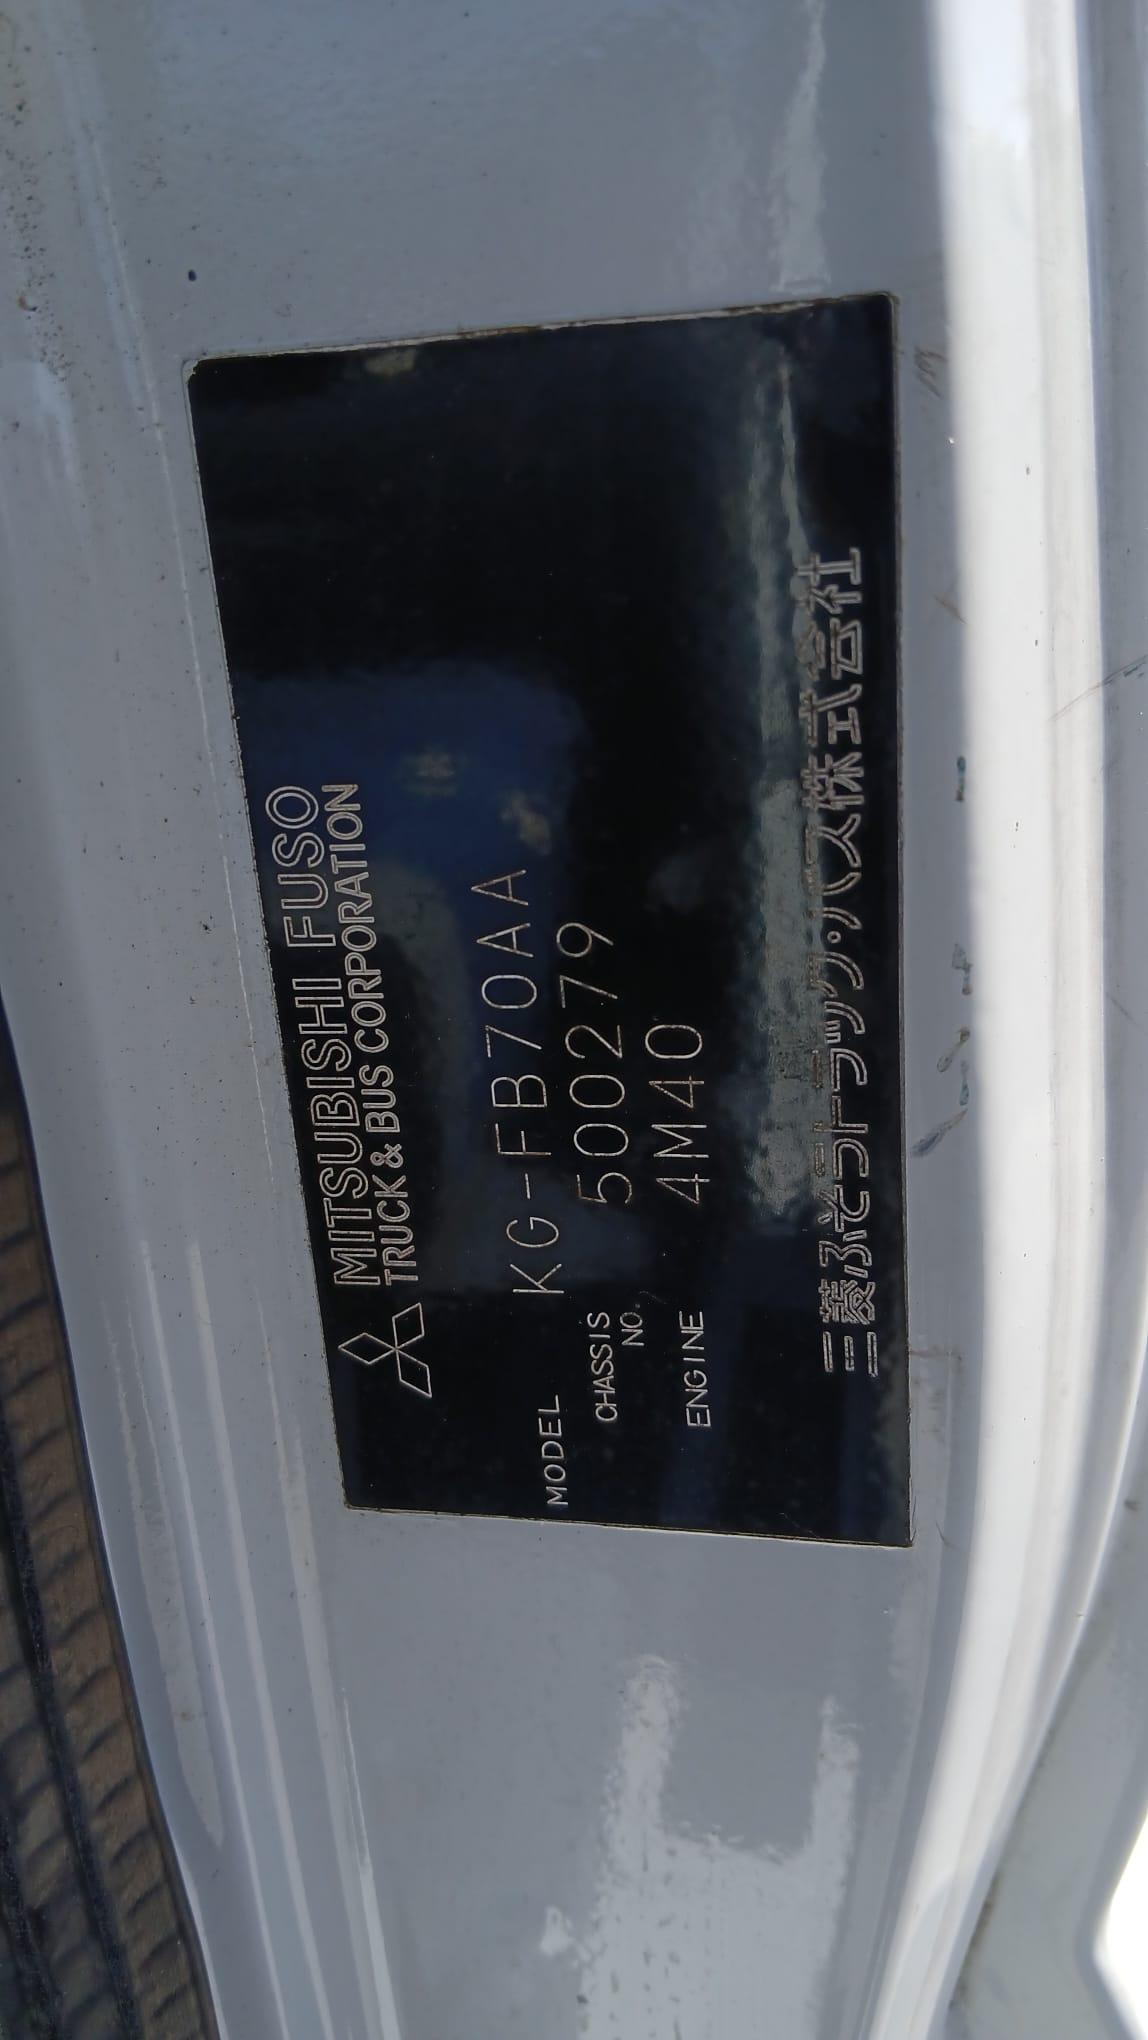 MITSUBISHI FUSO
TRUCK & BUS CORPORATION
MODEL KG-FB70AA
CHASSIS NO. 500279
ENGINE 4M40
三菱ふそうトラック・バス株式会社